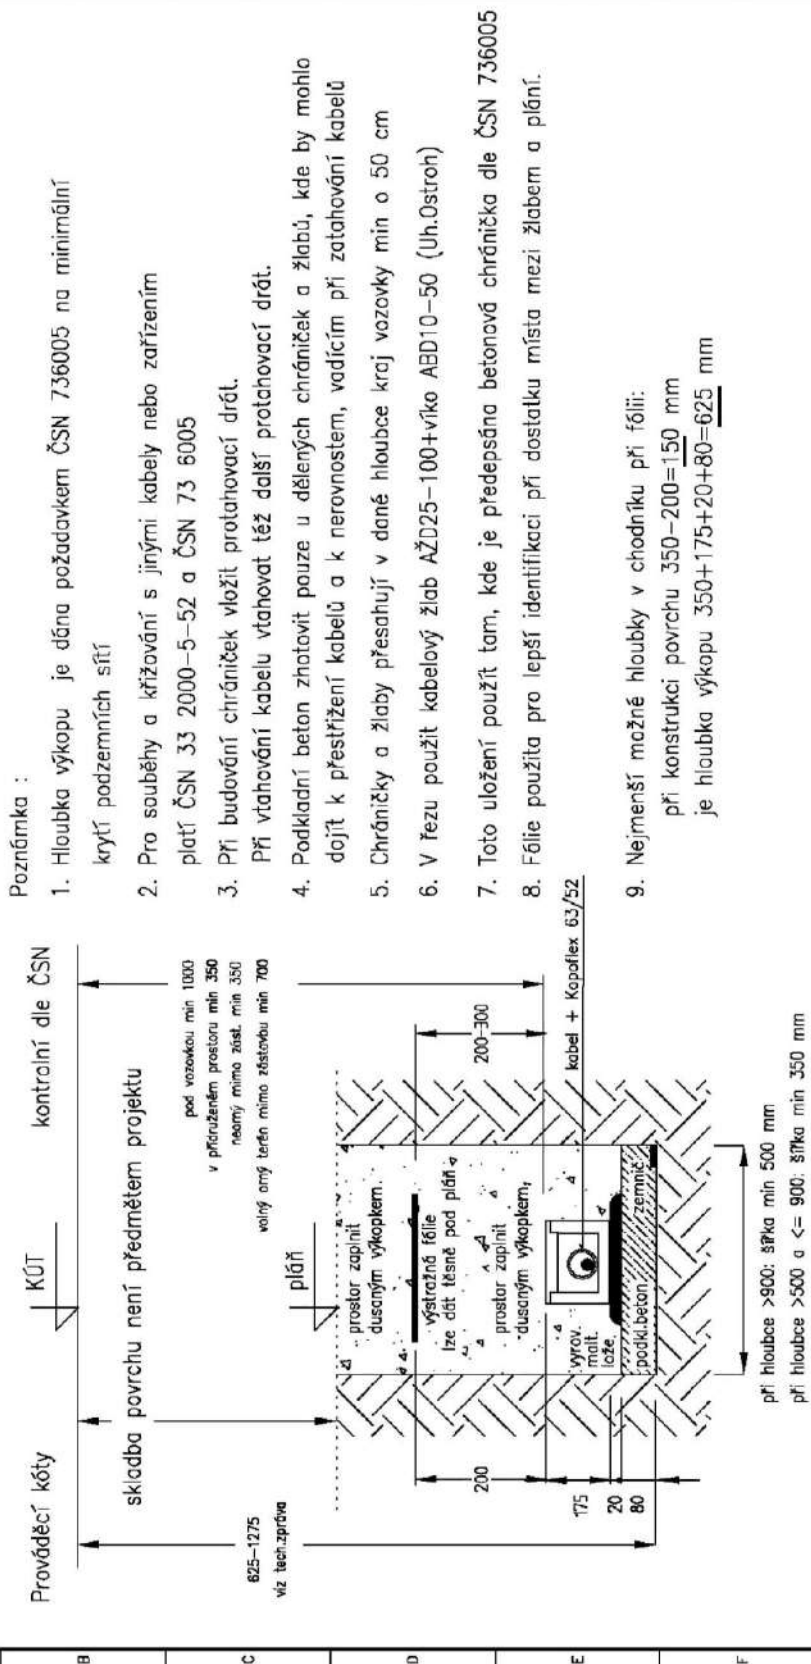 Prováděcí kóty
KÚT
kontrolní dle ČSN
skladba povrchu není předmětem projektu
625-1275
viz tech.zpráva
pod vozovkou min 1000
v přidruženém prostoru min 350
neorný mimo zást. min 350
volný orný terén mimo zástavbu min 700
pláň
prostor zaplnit
dusaným výkopkem
výstražná fólie
lze dát těsně pod pláň
200
200-300
prostor zaplnit
dusaným výkopkem
vyrov.
malt.
lože
175
20
80
podkl.beton
zemnič
kabel + Kopoflex 63/52
při hloubce >900: šířka min 500 mm
při hloubce >500 a <= 900: šířka min 350 mm
Poznámka :
1. Hloubka výkopu je dána požadavkem ČSN 736005 na minimální
krytí podzemních sítí
2. Pro souběhy a křižování s jinými kabely nebo zařízením
platí ČSN 33 2000-5-52 a ČSN 73 6005
3. Při budování chrániček vložit protahovací drát.
Při vtahování kabelu vtahovat též další protahovací drát.
4. Podkladní beton zhotovit pouze u dělených chrániček a žlabů, kde by mohlo
dojít k přestřižení kabelů a k nerovnostem, vadícím při zatahování kabelů
5. Chráničky a žlaby přesahují v dané hloubce kraj vozovky min o 50 cm
6. V řezu použit kabelový žlab AŽD25-100+víko ABD10-50 (Uh.Ostroh)
7. Toto uložení použít tam, kde je předepsána betonová chránička dle ČSN 736005
8. Fólie použita pro lepší identifikaci při dostatku místa mezi žlabem a plání.
9. Nejmenší možné hloubky v chodníku při fólii:
při konstrukci povrchu 350-200=150 mm
je hloubka výkopu 350+175+20+80=625 mm
B
C
D
E
F